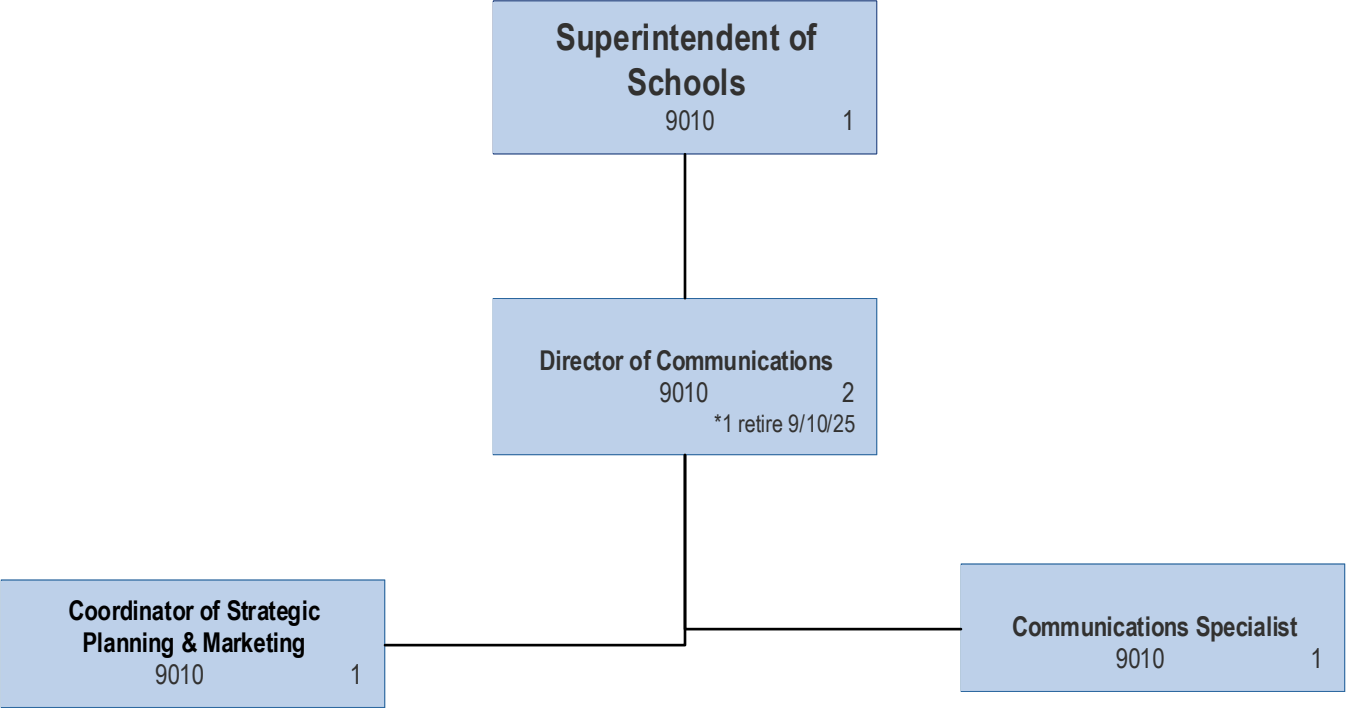 Superintendent of
Schools
9010 1
Director of Communications
9010 2
*1 retire 9/10/25
Coordinator of Strategic
Planning & Marketing
9010 1
Communications Specialist
9010 1